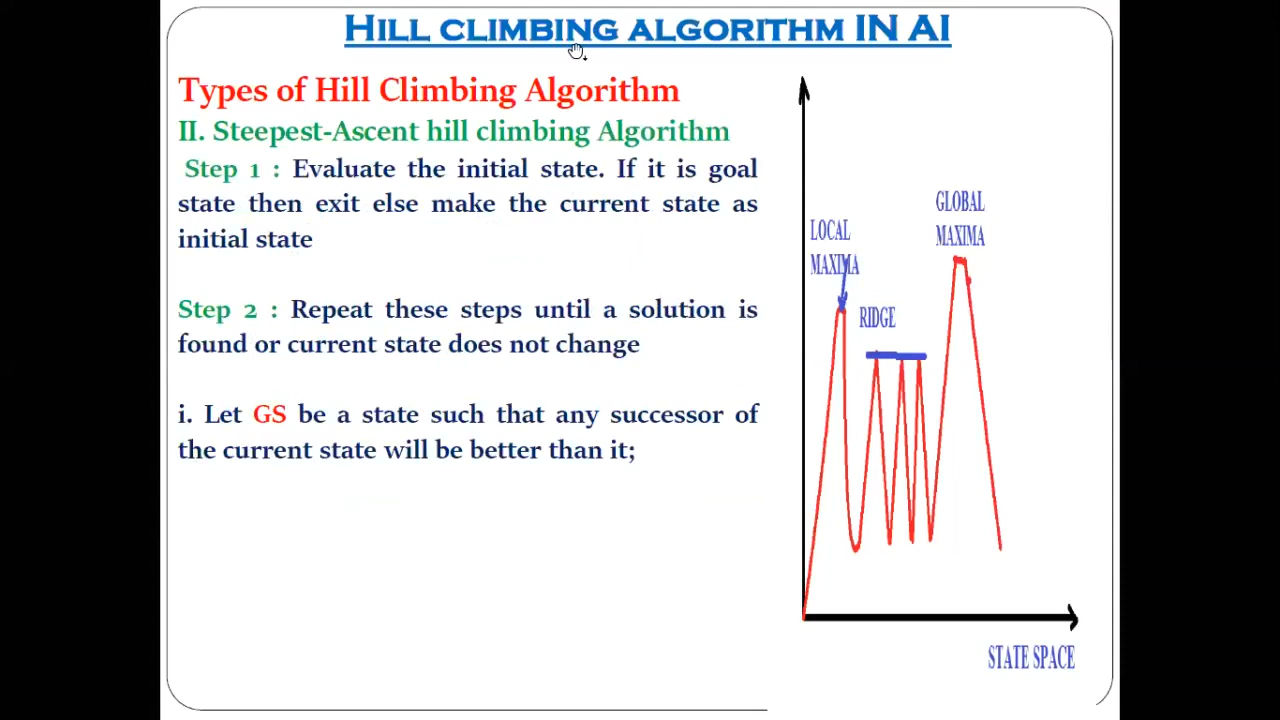 HILL CLIMBING ALGORITHM IN AI
Types of Hill Climbing Algorithm
II. Steepest-Ascent hill climbing Algorithm
Step 1 : Evaluate the initial state. If it is goal
state then exit else make the current state as
initial state
Step 2 : Repeat these steps until a solution is
found or current state does not change
i. Let GS be a state such that any successor of
the current state will be better than it;
LOCAL
MAXIMA
RIDGE
GLOBAL
MAXIMA
STATE SPACE